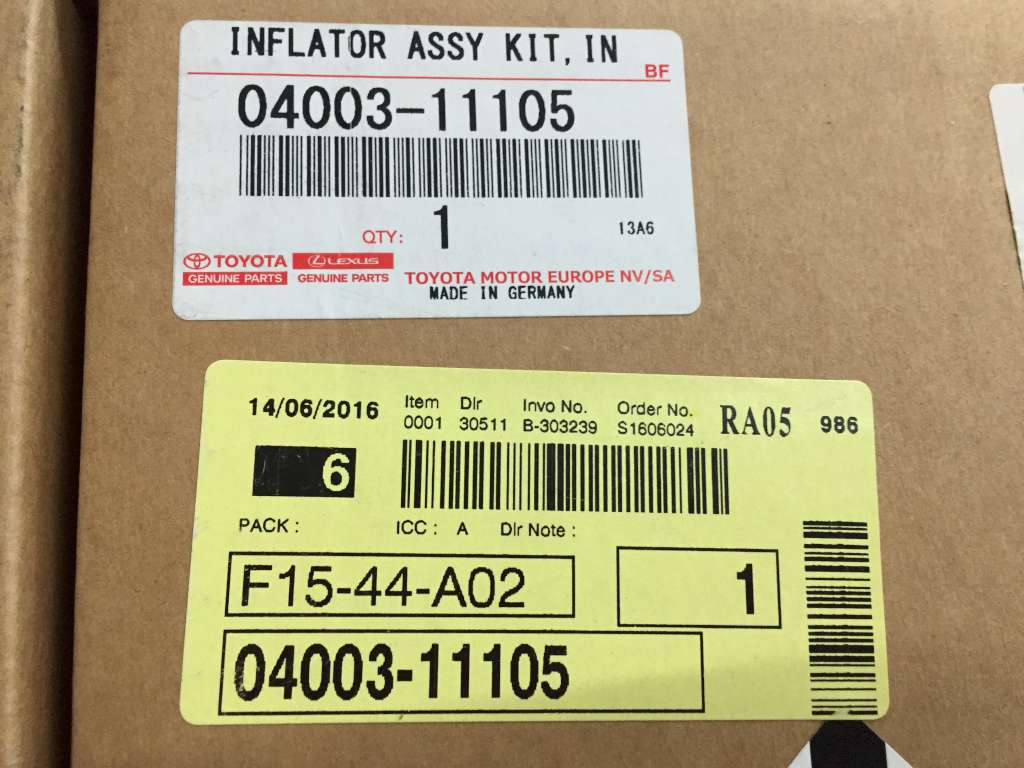 INFLATOR ASSY KIT, IN
BF
04003-11105
QTY: 1
13A6
TOYOTA LEXUS
GENUINE PARTS GENUINE PARTS TOYOTA MOTOR EUROPE NV/SA
MADE IN GERMANY
14/06/2016 Item Dlr Invo No. Order No. RA05 986
0001 30511 B-303239 S1606024
6
PACK : ICC : A Dlr Note :
F15-44-A02 1
04003-11105